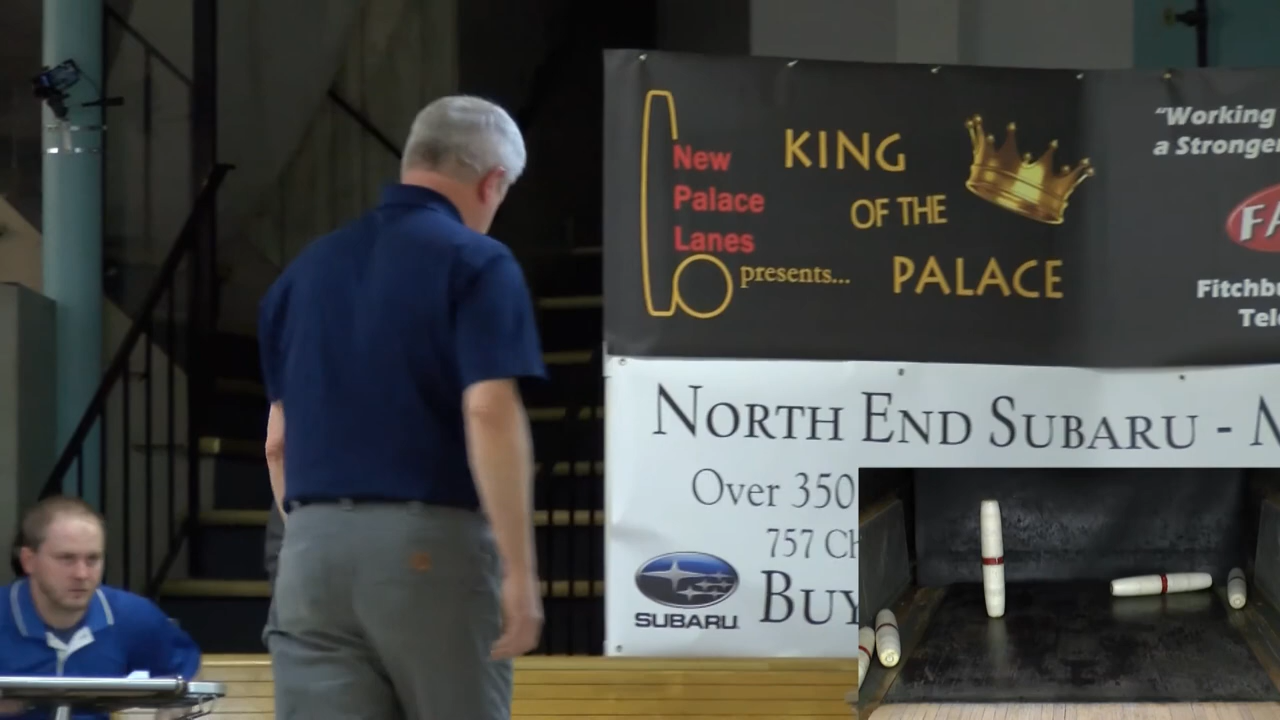 New
Palace
Lanes
presents...
KING
OF THE
PALACE
"Working
a Stronger
FA
Fitchbu
Tele
NORTH END SUBARU -
Over 350
757 Ch
BUY
SUBARU